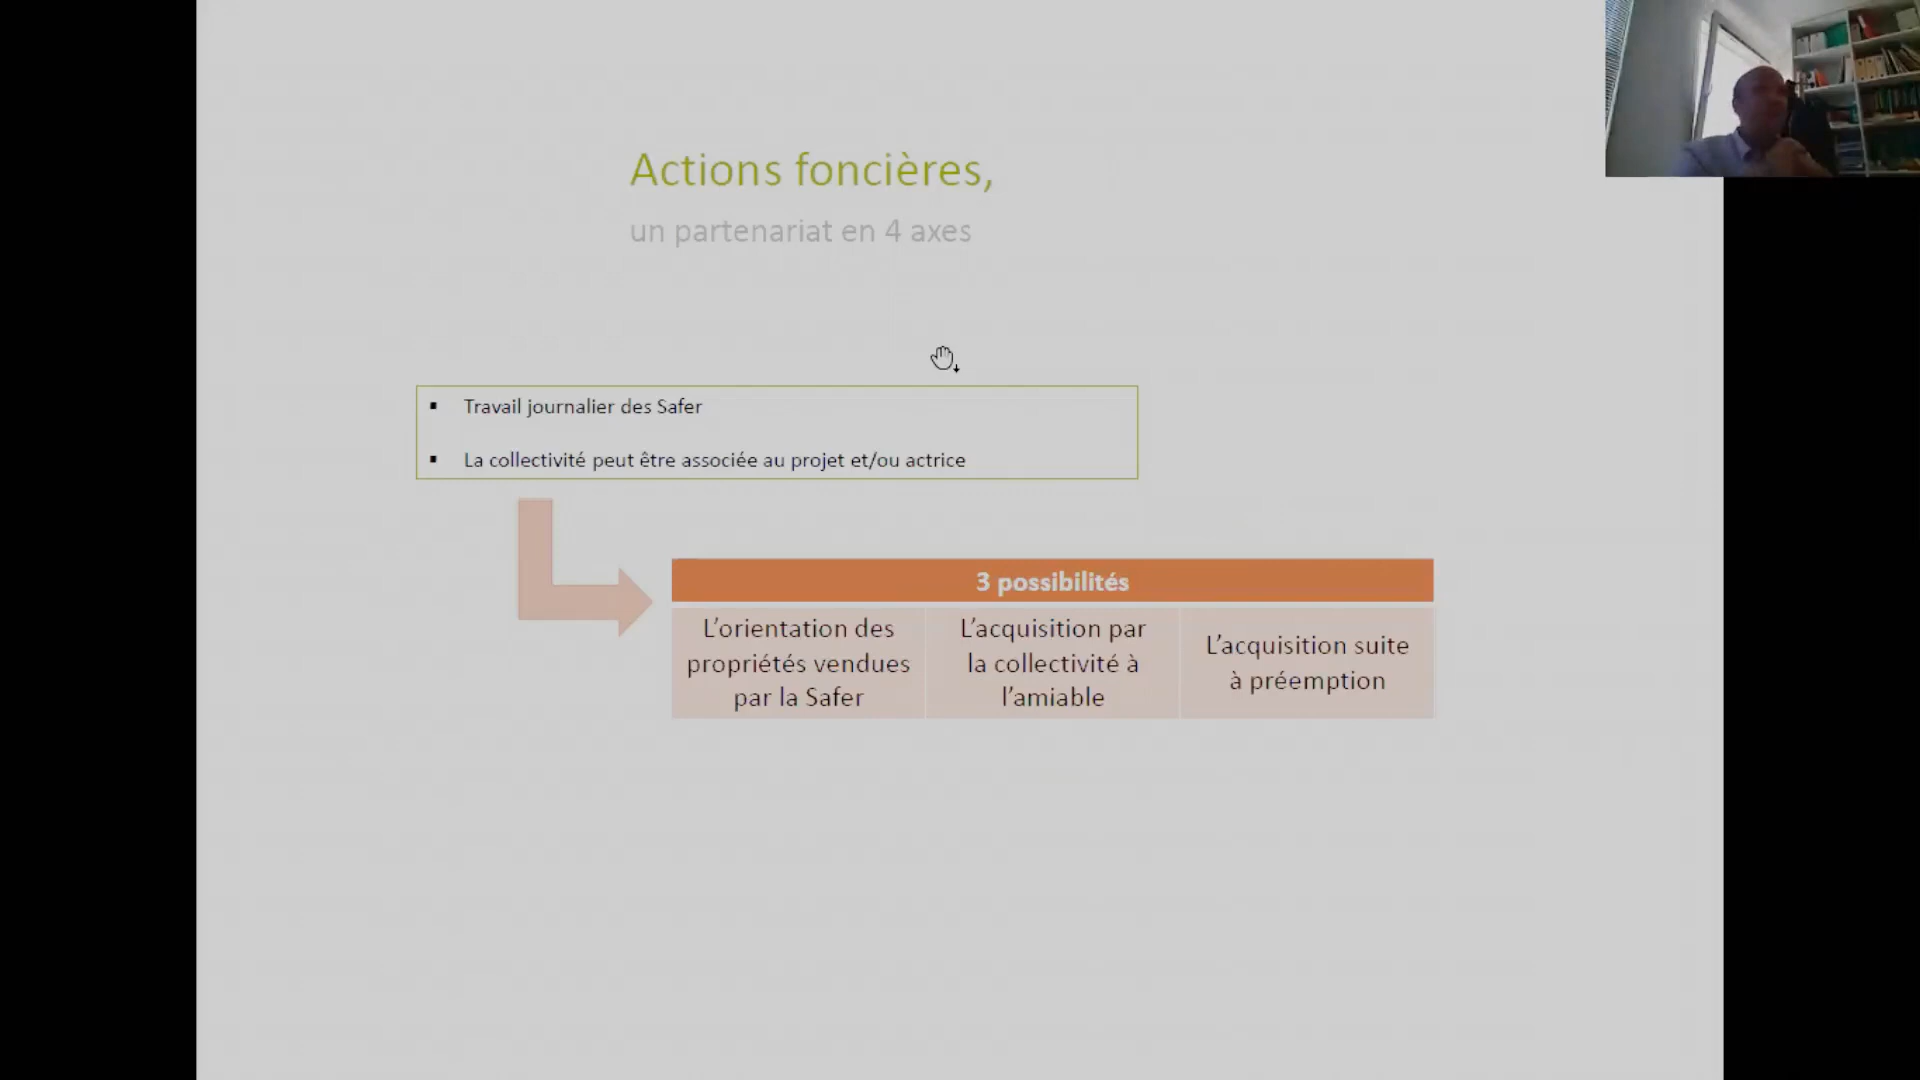 Actions foncières,
un partenariat en 4 axes
▪ Travail journalier des Safer
▪ La collectivité peut être associée au projet et/ou actrice
3 possibilités
L’orientation des
propriétés vendues
par la Safer
L’acquisition par
la collectivité à
l’amiable
L’acquisition suite
à préemption